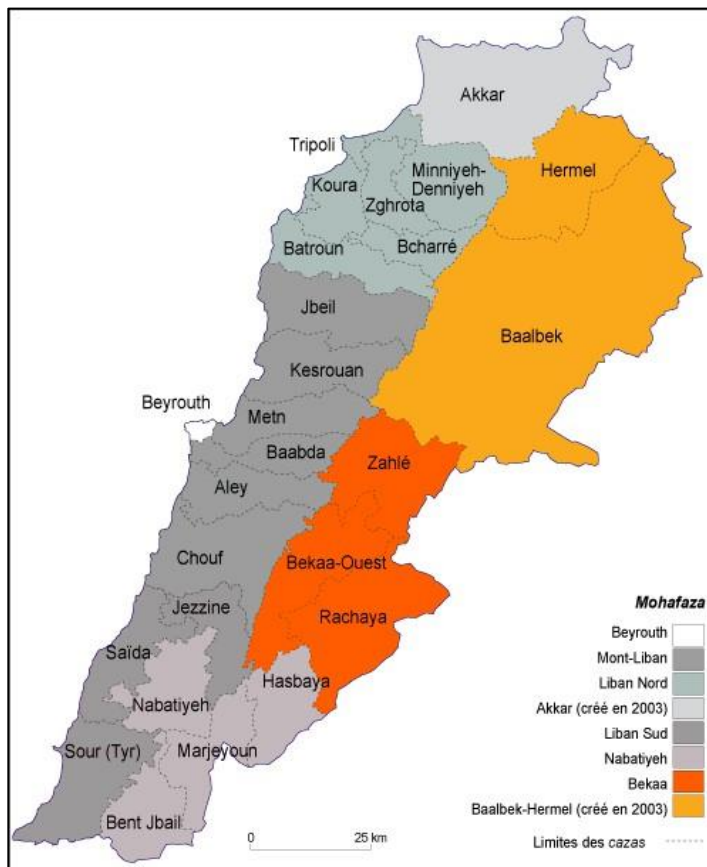 Akkar
Tripoli
Hermel
Koura
Minniyeh-
Denniyeh
Zghrota
Batroun
Bcharré
Jbeil
Baalbek
Kesrouan
Beyrouth
Metn
Baabda
Zahlé
Aley
Chouf
Bekaa-Ouest
Jezzine
Rachaya
Saïda
Hasbaya
Nabatiyeh
Sour (Tyr)
Marjeyoun
Bent Jbail
0 25 km
Mohafaza
Beyrouth
Mont-Liban
Liban Nord
Akkar (créé en 2003)
Liban Sud
Nabatiyeh
Bekaa
Baalbek-Hermel (créé en 2003)
Limites des cazas